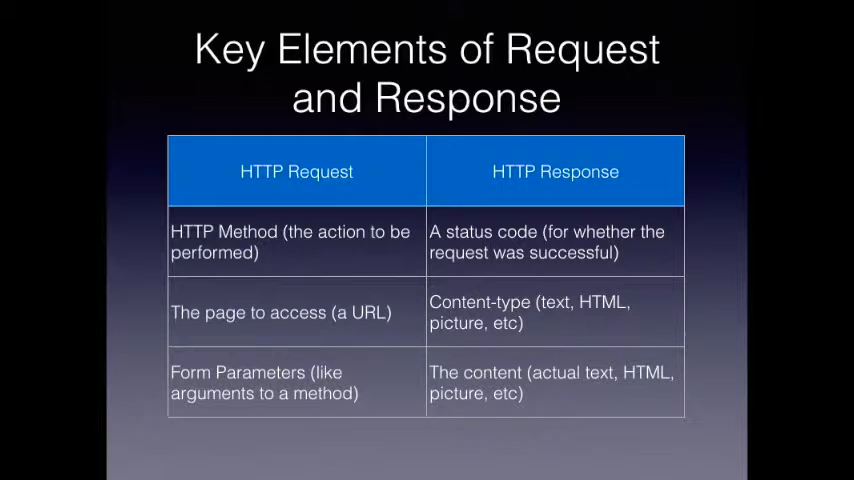 Key Elements of Request
and Response
HTTP Request
HTTP Response
HTTP Method (the action to be
performed)
A status code (for whether the
request was successful)
The page to access (a URL)
Content-type (text, HTML,
picture, etc)
Form Parameters (like
arguments to a method)
The content (actual text, HTML,
picture, etc)